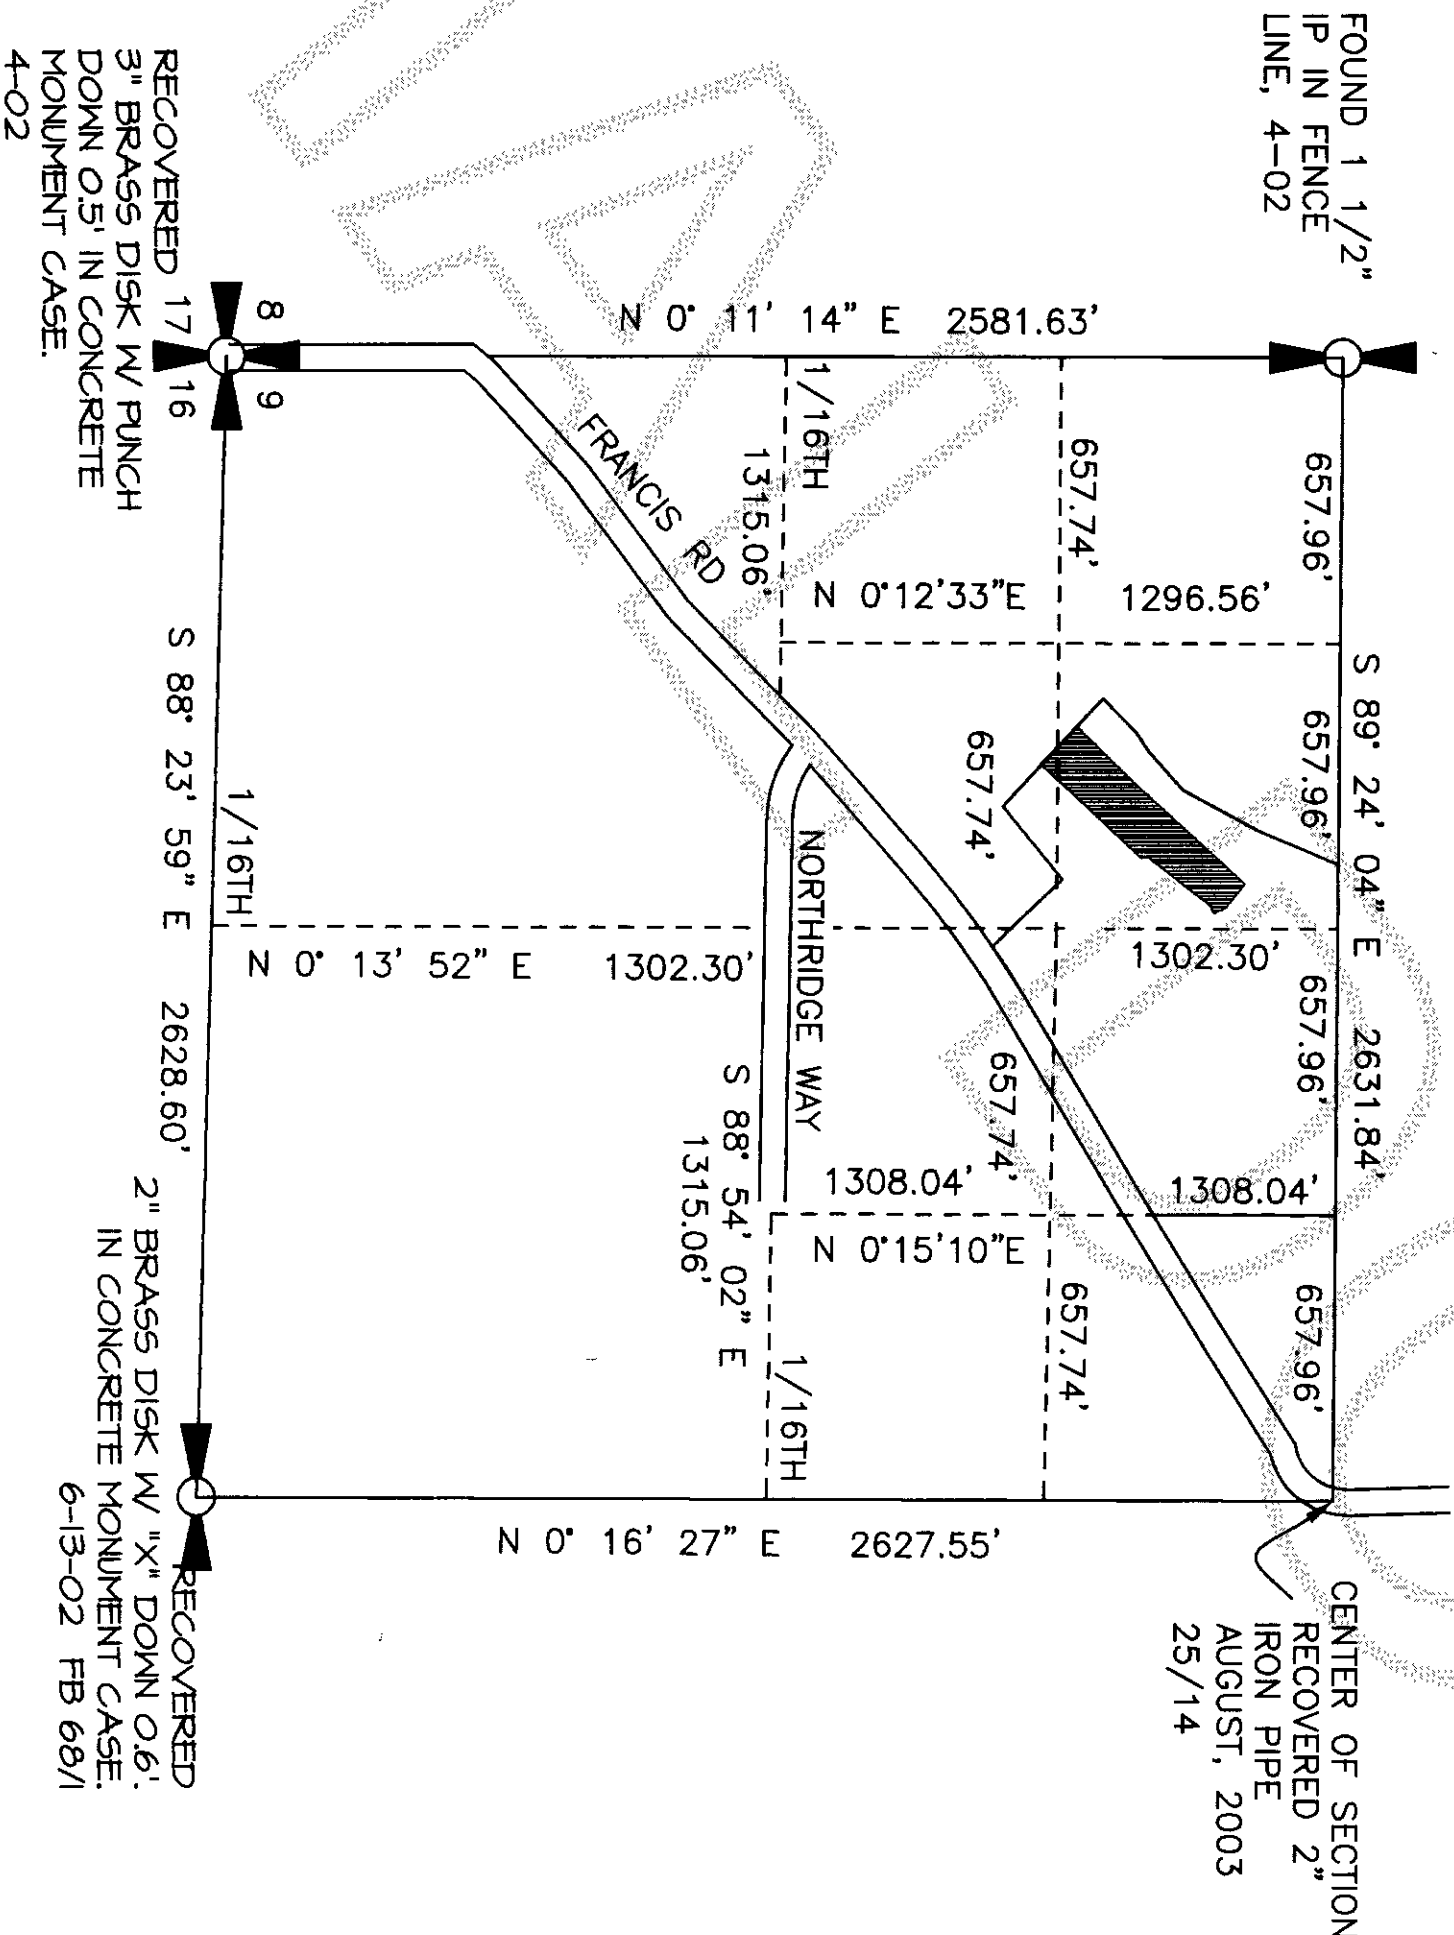 FOUND 1 1/2"
IP IN FENCE
LINE, 4-02
N 0° 11' 14" E 2581.63'
657.96'
S 89° 24' 04" E 2631.84'
657.96'
657.96'
657.96'
657.74'
657.74'
657.74'
657.74'
1/16TH
1315.06'
N 0°12'33"E 1296.56'
FRANCIS RD
NORTHRIDGE WAY
1302.30'
N 0° 13' 52" E 1302.30'
1/16TH
S 88° 54' 02" E
1315.06'
1308.04'
1308.04'
N 0°15'10"E
1/16TH
N 0° 16' 27" E 2627.55'
CENTER OF SECTION
RECOVERED 2"
IRON PIPE
AUGUST, 2003
25/14
8
9
17
16
RECOVERED
3" BRASS DISK W/ PUNCH
DOWN 0.5' IN CONCRETE
MONUMENT CASE.
4-02
S 88° 23' 59" E 2628.60'
RECOVERED
2" BRASS DISK W/ "X" DOWN 0.6'.
IN CONCRETE MONUMENT CASE.
6-13-02 FB 68/1